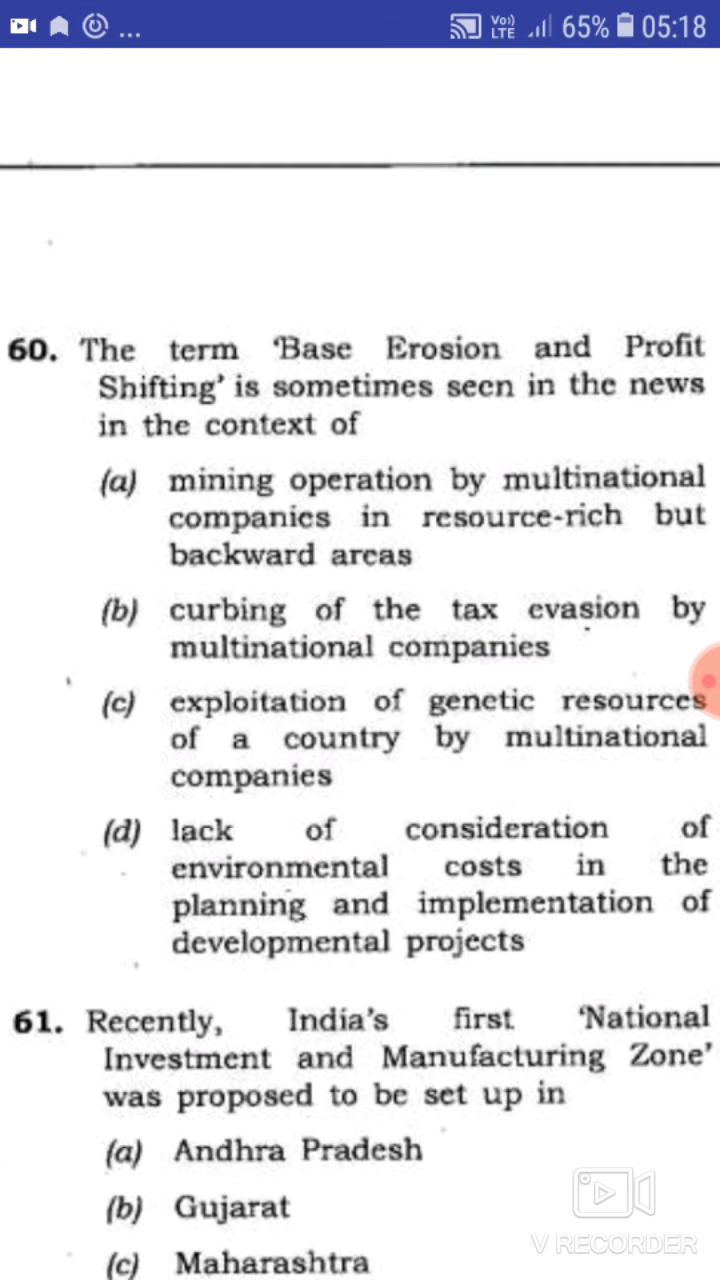 ... Vo)) LTE 65% 05:18
60. The term 'Base Erosion and Profit
Shifting' is sometimes seen in the news
in the context of
(a) mining operation by multinational
companies in resource-rich but
backward areas
(b) curbing of the tax evasion by
multinational companies
(c) exploitation of genetic resources
of a country by multinational
companies
(d) lack of consideration of
environmental costs in the
planning and implementation of
developmental projects
61. Recently, India's first 'National
Investment and Manufacturing Zone'
was proposed to be set up in
(a) Andhra Pradesh
(b) Gujarat
(c) Maharashtra
V RECORDER